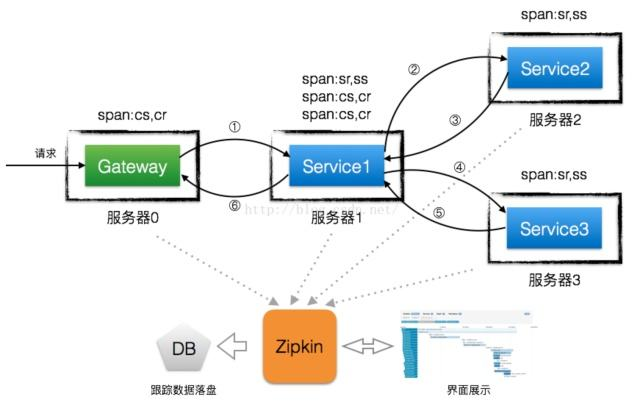 span:sr,ss
Service2
服务器2
②
③
span:sr,ss
span:cs,cr
span:cs,cr
span:cs,cr
①
请求
Gateway
Service1
④
span:sr,ss
⑥
⑤
服务器0
服务器1
Service3
服务器3
DB
Zipkin
跟踪数据落盘
界面展示